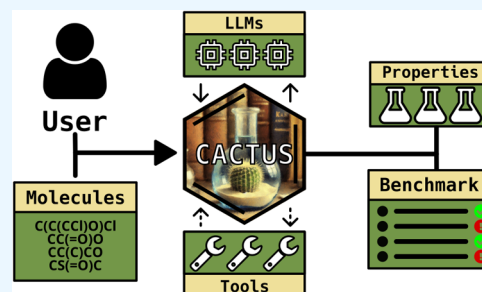 LLMs
User
CACTUS
Properties
Molecules
C(C(CCl)O)Cl
CC(=O)O
CC(C)CO
CS(=O)C
Benchmark
Tools